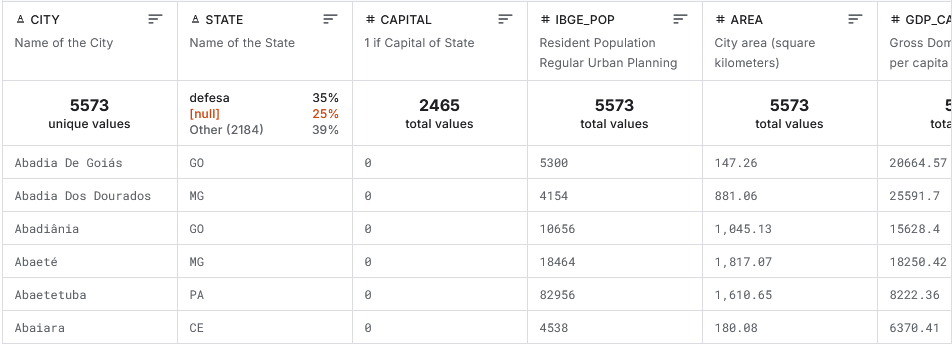 CITY STATE CAPITAL IBGE_POP AREA GDP_CA
Name of the City Name of the State 1 if Capital of State Resident Population City area (square Gross Dom
Regular Urban Planning kilometers) per capita
5573 defesa 35% 2465 5573 5573 5
unique values [null] 25% total values total values total values tota
Other (2184) 39%
Abadia De Goiás GO 0 5300 147.26 20664.57
Abadia Dos Dourados MG 0 4154 881.06 25591.7
Abadiânia GO 0 10656 1,045.13 15628.4
Abaeté MG 0 18464 1,817.07 18250.42
Abaetetuba PA 0 82956 1,610.65 8222.36
Abaiara CE 0 4538 180.08 6370.41